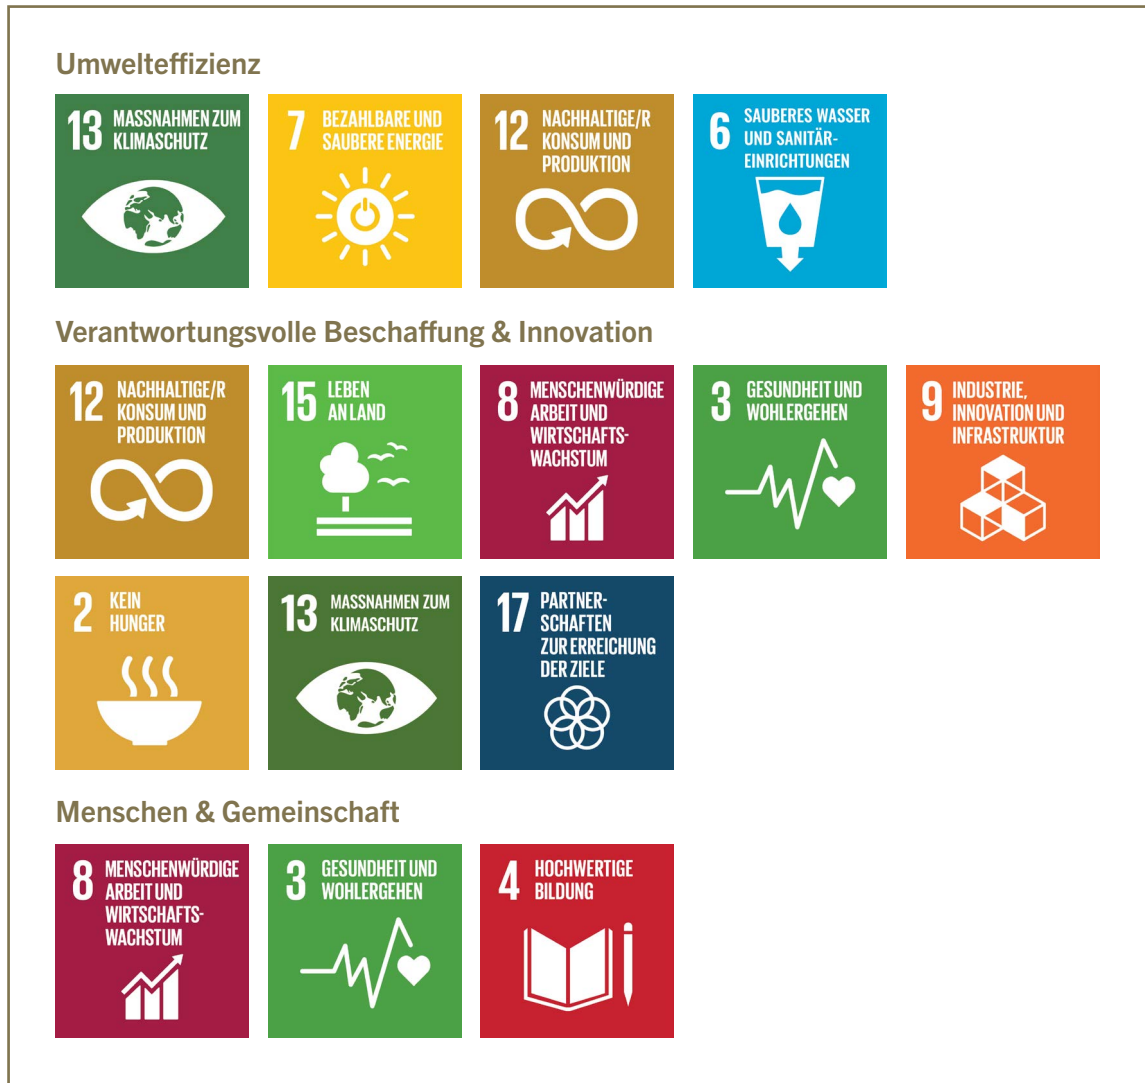 Umwelteffizienz
13 MASSNAHMEN ZUM
KLIMASCHUTZ
7 BEZAHLBARE UND
SAUBERE ENERGIE
12 NACHHALTIGE/R
KONSUM UND
PRODUKTION
6 SAUBERES WASSER
UND SANITÄR-
EINRICHTUNGEN
Verantwortungsvolle Beschaffung & Innovation
12 NACHHALTIGE/R
KONSUM UND
PRODUKTION
15 LEBEN
AN LAND
8 MENSCHENWÜRDIGE
ARBEIT UND
WIRTSCHAFTS-
WACHSTUM
3 GESUNDHEIT UND
WOHLERGEHEN
9 INDUSTRIE,
INNOVATION UND
INFRASTRUKTUR
2 KEIN
HUNGER
13 MASSNAHMEN ZUM
KLIMASCHUTZ
17 PARTNER-
SCHAFTEN
ZUR ERREICHUNG
DER ZIELE
Menschen & Gemeinschaft
8 MENSCHENWÜRDIGE
ARBEIT UND
WIRTSCHAFTS-
WACHSTUM
3 GESUNDHEIT UND
WOHLERGEHEN
4 HOCHWERTIGE
BILDUNG